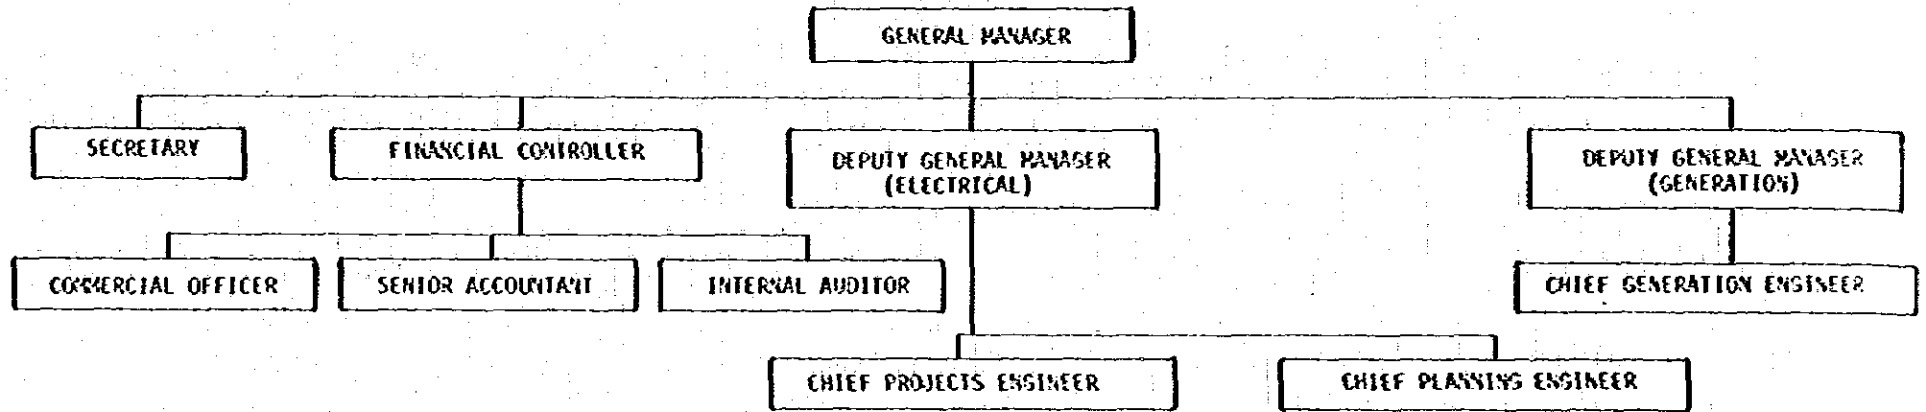 GENERAL MANAGER
SECRETARY
FINANCIAL CONTROLLER
DEPUTY GENERAL MANAGER
(ELECTRICAL)
DEPUTY GENERAL MANAGER
(GENERATION)
COMMERCIAL OFFICER
SENIOR ACCOUNTANT
INTERNAL AUDITOR
CHIEF GENERATION ENGINEER
CHIEF PROJECTS ENGINEER
CHIEF PLANNING ENGINEER